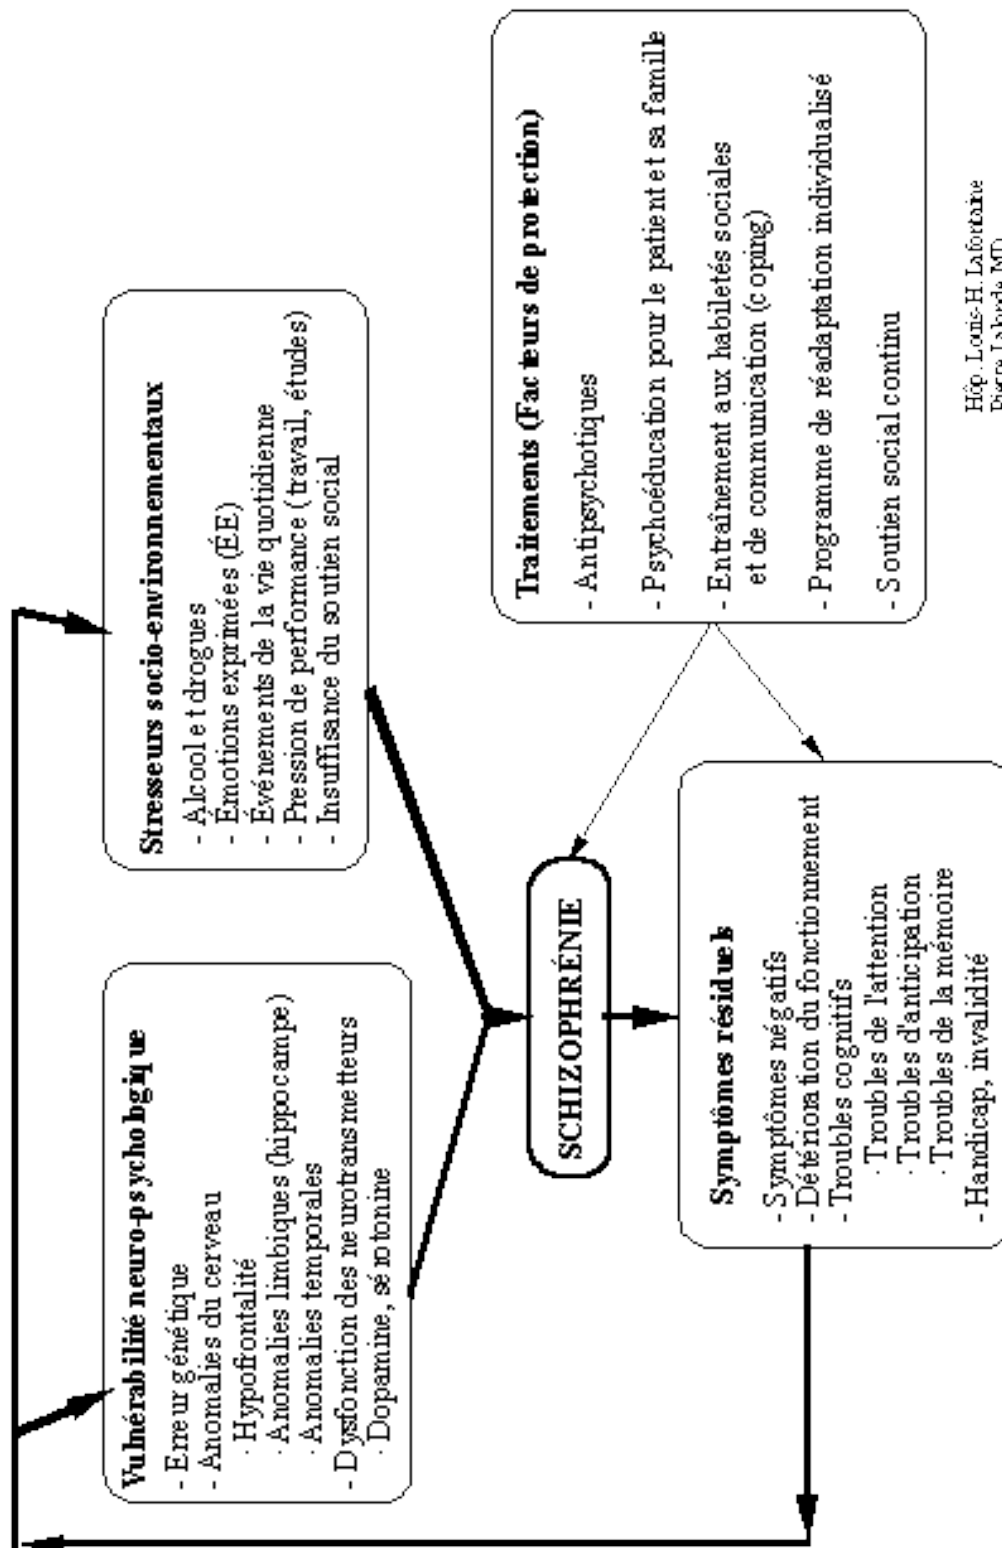 Vulnérabilité neuro-psychologique
- Erreur génétique
- Anomalies du cerveau
· Hypofrontalité
· Anomalies limbiques (hippocampe)
· Anomalies temporales
- Dysfonction des neurotransmetteurs
· Dopamine, sérotonine
Stresseurs socio-environnementaux
- Alcool et drogues
- Émotions exprimées (ÉE)
- Événements de la vie quotidienne
- Pression de performance (travail, études)
- Insuffisance du soutien social
SCHIZOPHRÉNIE
Symptômes résiduels
- Symptômes négatifs
- Détérioration du fonctionnement
- Troubles cognitifs
· Troubles de l'attention
· Troubles d'anticipation
· Troubles de la mémoire
- Handicap, invalidité
Traitements (Facteurs de protection)
- Antipsychotiques
- Psychoéducation pour le patient et sa famille
- Entraînement aux habiletés sociales
et de communication (coping)
- Programme de réadaptation individualisé
- Soutien social continu
Hôp. Louis-H. Lafontaine
Pierre Lalonde MD